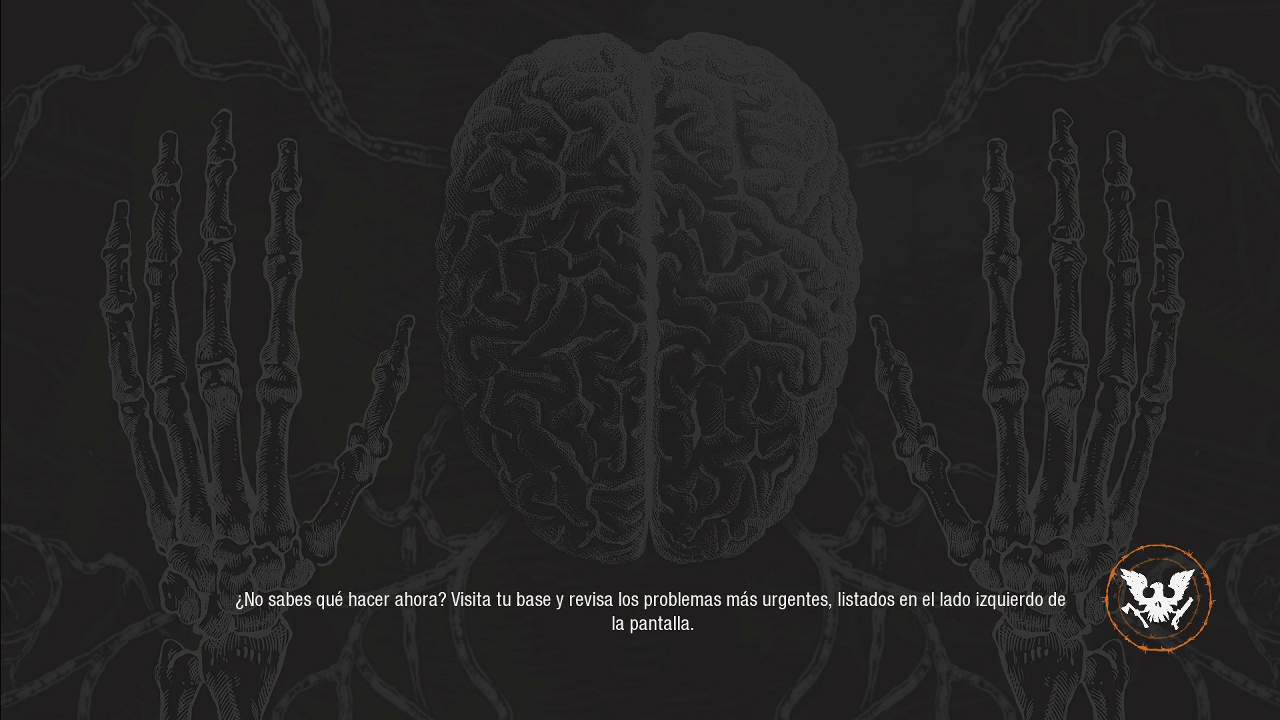 ¿No sabes qué hacer ahora? Visita tu base y revisa los problemas más urgentes, listados en el lado izquierdo de
la pantalla.